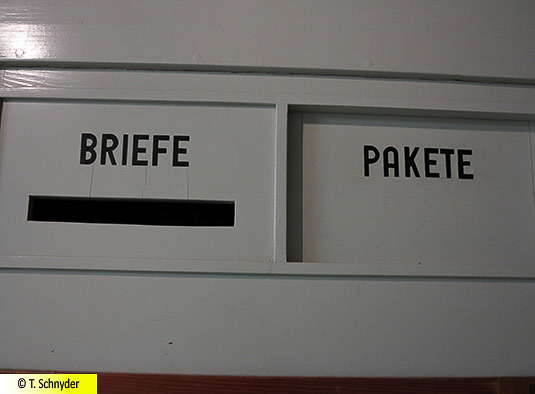 BRIEFE
PAKETE
© T. Schnyder